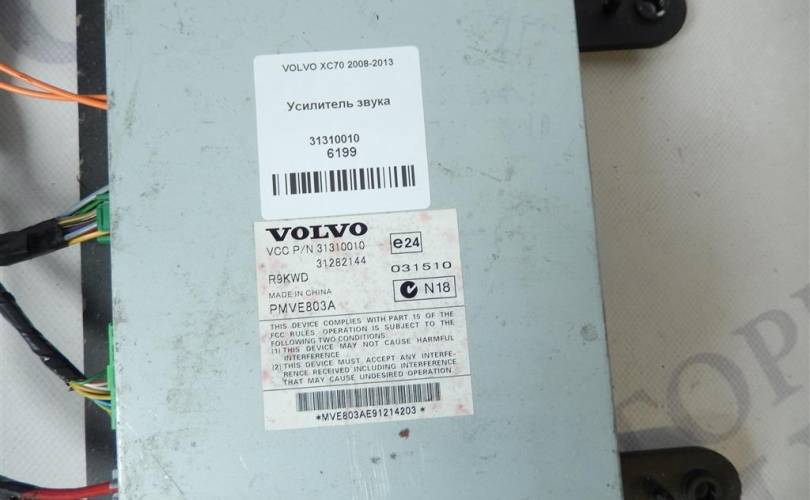 VOLVO XC70 2008-2013
Усилитель звука
31310010
6199
VOLVO
VCC P/N 31310010
31282144
e24
R9KWD
031510
MADE IN CHINA
N18
PMVE803A
THIS DEVICE COMPLIES WITH PART 15 OF THE
FCC RULES. OPERATION IS SUBJECT TO THE
FOLLOWING TWO CONDITIONS:
(1) THIS DEVICE MAY NOT CAUSE HARMFUL
INTERFERENCE
(2) THIS DEVICE MUST ACCEPT ANY INTERFE-
RENCE RECEIVED INCLUDING INTERFERENCE
THAT MAY CAUSE UNDESIRED OPERATION
*MVE803AE91214203*